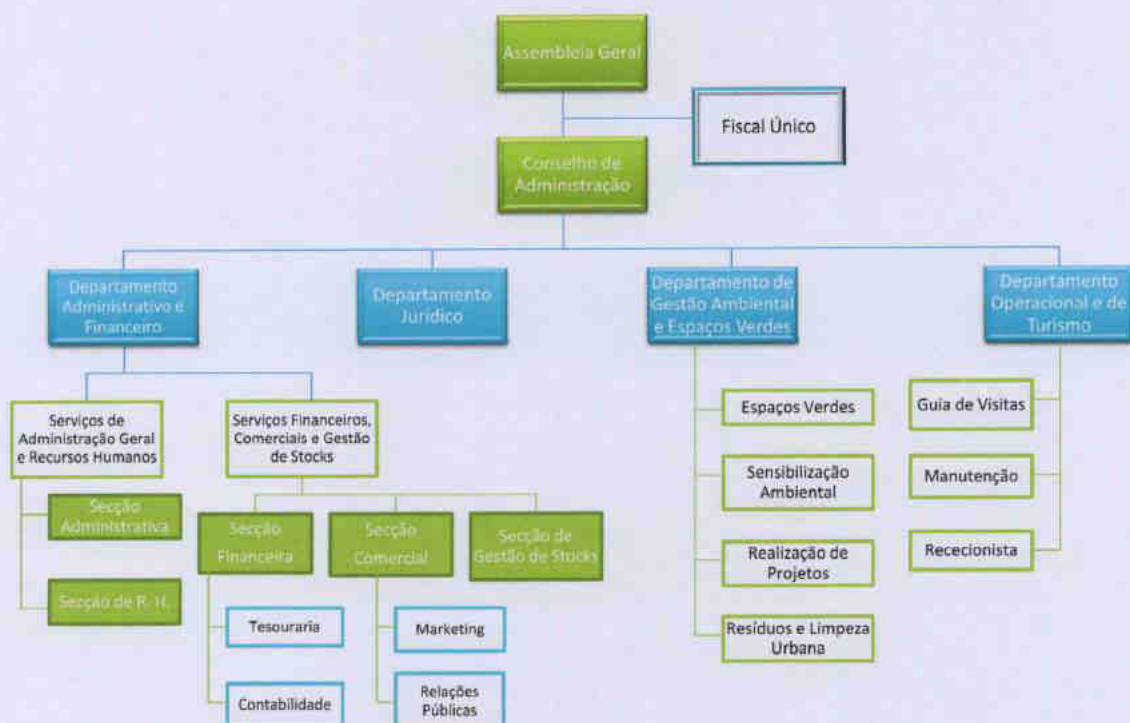 Assembleia Geral
Fiscal Único
Conselho de
Administração
Departamento
Administrativo e
Financeiro
Departamento
Jurídico
Departamento de
Gestão Ambiental
e Espaços Verdes
Departamento
Operacional e de
Turismo
Serviços de
Administração Geral
e Recursos Humanos
Serviços Financeiros,
Comerciais e Gestão
de Stocks
Secção
Administrativa
Secção de R. H.
Secção
Financeira
Secção
Comercial
Secção de
Gestão de Stocks
Tesouraria
Contabilidade
Marketing
Relações
Públicas
Espaços Verdes
Sensibilização
Ambiental
Realização de
Projetos
Resíduos e Limpeza
Urbana
Guia de Visitas
Manutenção
Rececionista